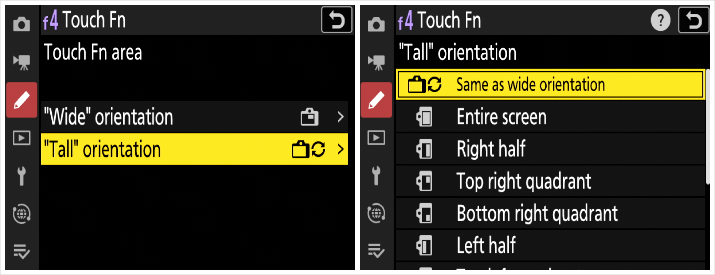 f4 Touch Fn
Touch Fn area
"Wide" orientation
"Tall" orientation
f4 Touch Fn
"Tall" orientation
Same as wide orientation
Entire screen
Right half
Top right quadrant
Bottom right quadrant
Left half